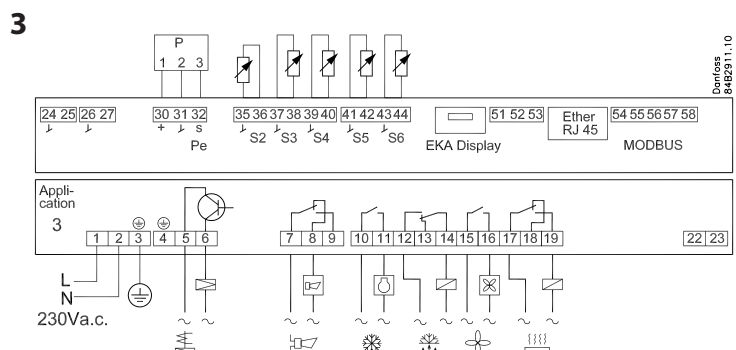 3
Danfoss
84B2911.10
P
1 2 3
24 25 26 27 30 31 32 35 36 37 38 39 40 41 42 43 44 51 52 53 Ether RJ 45 54 55 56 57 58
+ s S2 S3 S4 S5 S6
Pe EKA Display MODBUS
Appli-
cation
3
1 2 3 4 5 6 7 8 9 10 11 12 13 14 15 16 17 18 19 22 23
L
N
230Va.c.